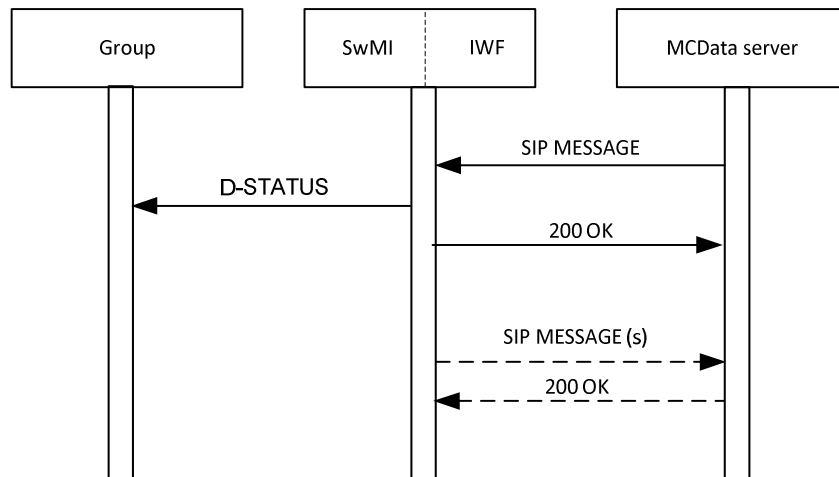 Group
SwMI
IWF
MCData server
SIP MESSAGE
D-STATUS
200 OK
SIP MESSAGE (s)
200 OK